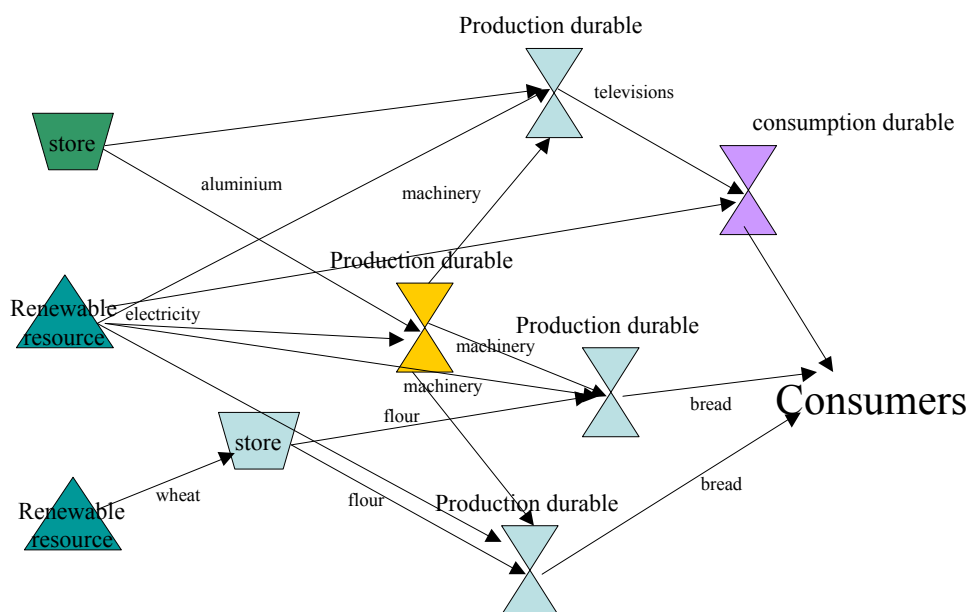 Production durable
televisions
consumption durable
store
aluminium
machinery
Production durable
Renewable
resource
electricity
Production durable
machinery
machinery
Consumers
bread
flour
store
bread
wheat
flour
Production durable
Renewable
resource